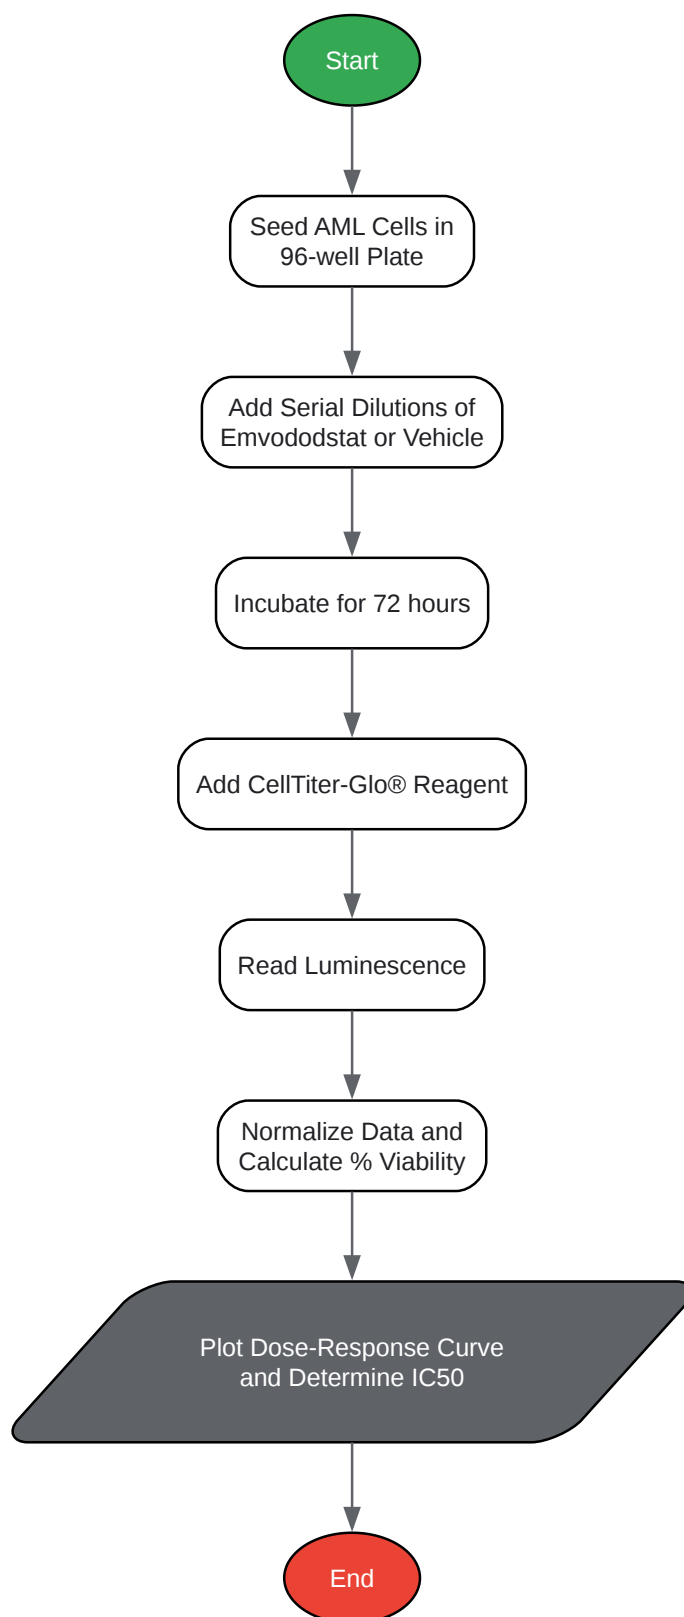 Start
Seed AML Cells in
96-well Plate
Add Serial Dilutions of
Emvododstat or Vehicle
Incubate for 72 hours
Add CellTiter-Glo® Reagent
Read Luminescence
Normalize Data and
Calculate % Viability
Plot Dose-Response Curve
and Determine IC50
End